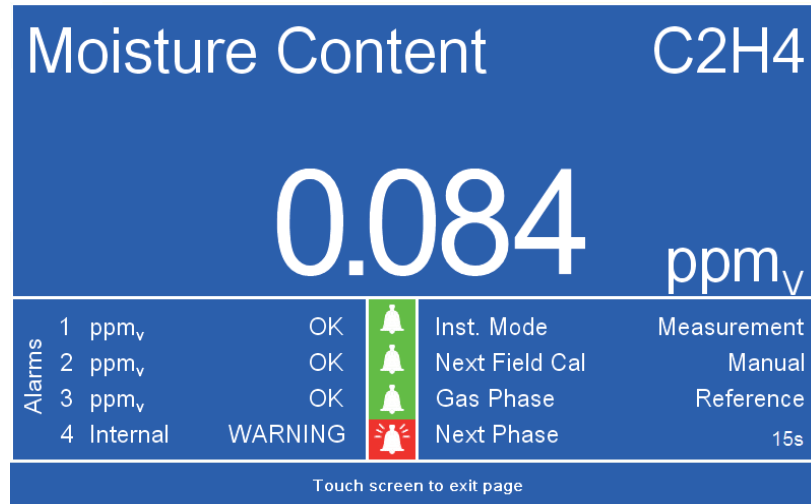 Moisture Content C2H4
0.084 ppmv
Alarms
1 ppmv OK
2 ppmv OK
3 ppmv OK
4 Internal WARNING
Inst. Mode Measurement
Next Field Cal Manual
Gas Phase Reference
Next Phase 15s
Touch screen to exit page